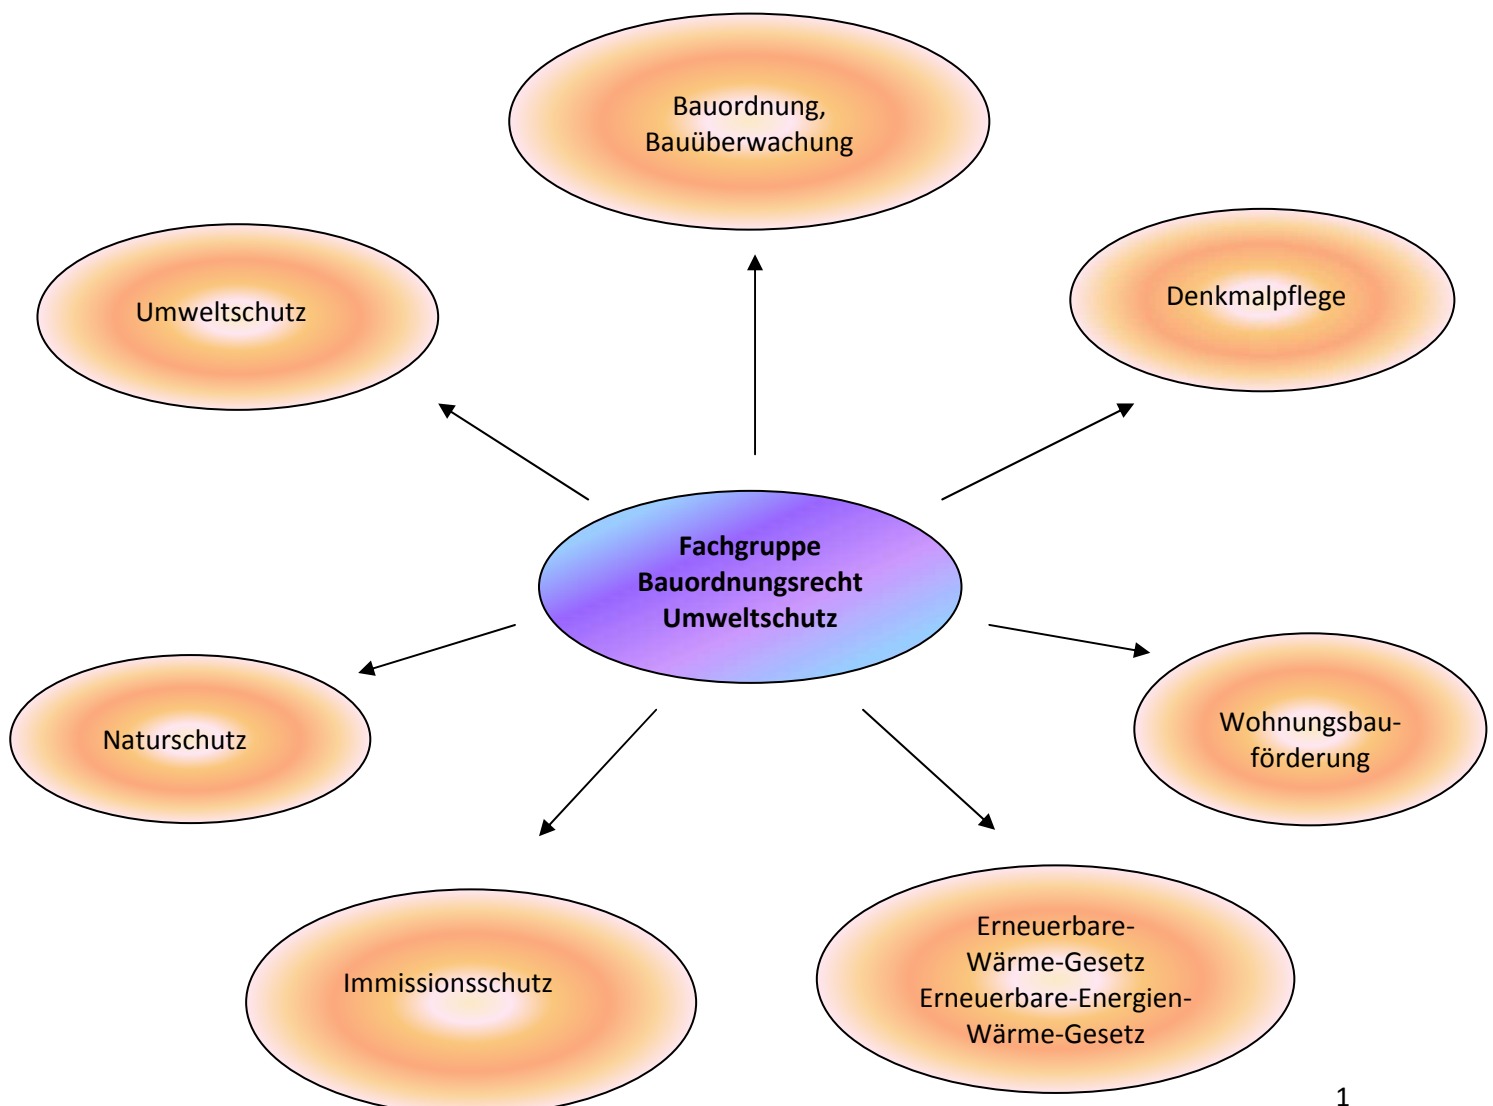 Bauordnung,
Bauüberwachung
Umweltschutz
Denkmalpflege
Fachgruppe
Bauordnungsrecht
Umweltschutz
Naturschutz
Wohnungsbau-
förderung
Immissionsschutz
Erneuerbare-
Wärme-Gesetz
Erneuerbare-Energien-
Wärme-Gesetz
1